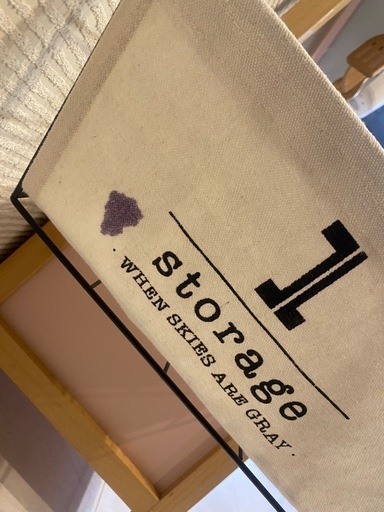 1
storage
· WHEN SKIES ARE GRAY ·